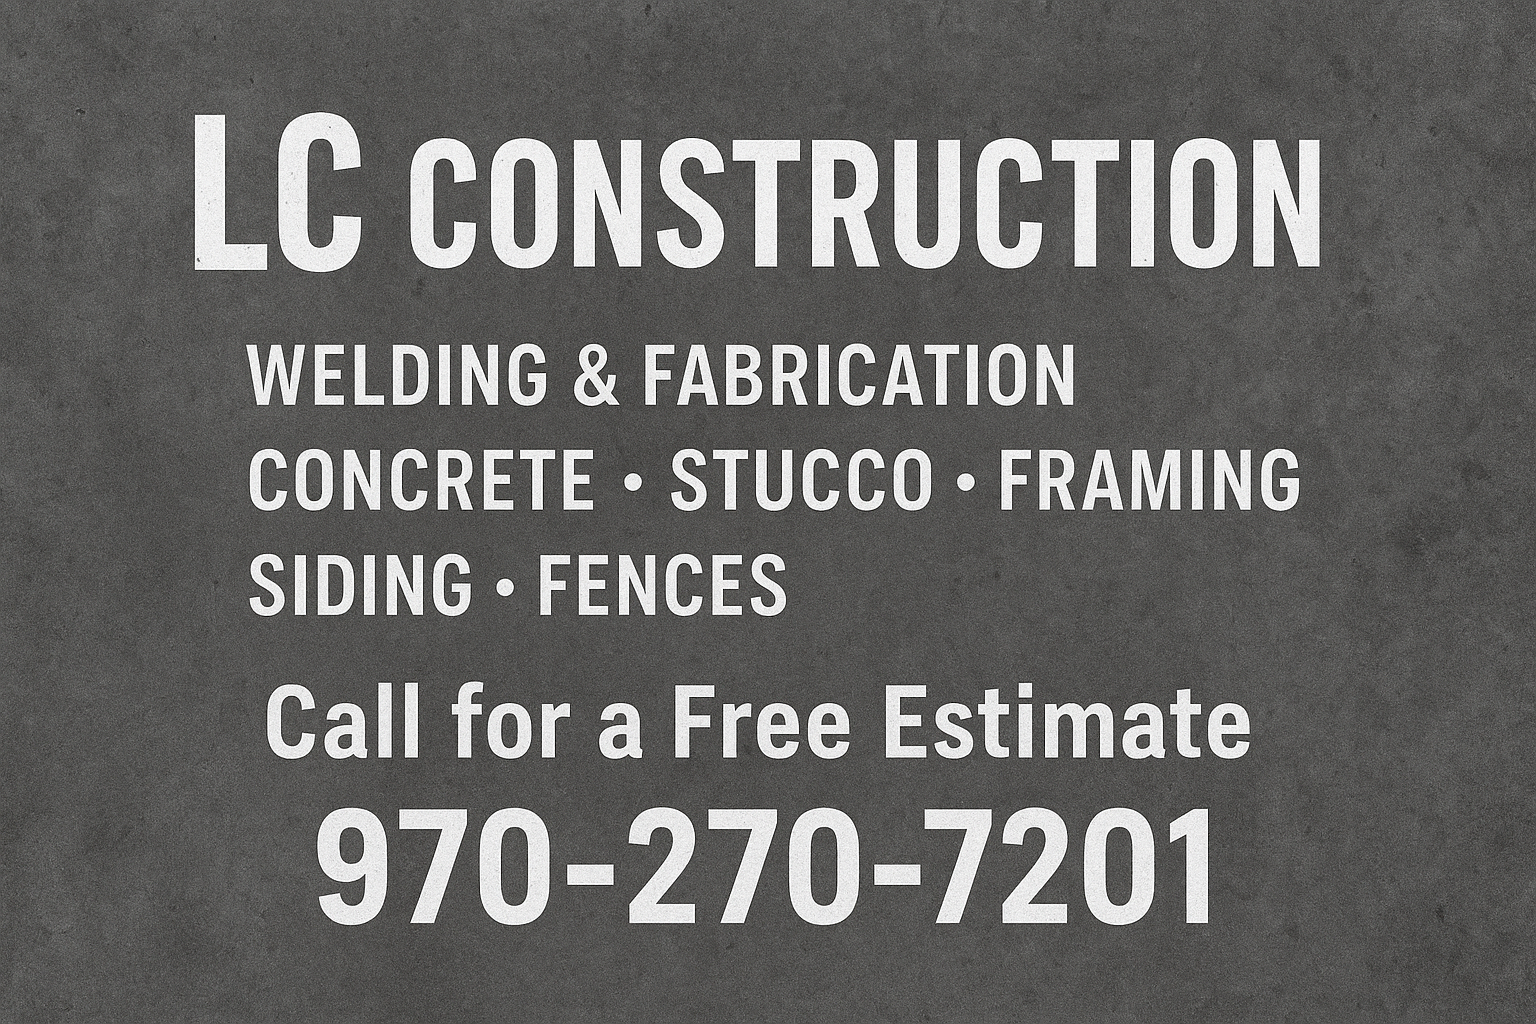 LC CONSTRUCTION
WELDING & FABRICATION
CONCRETE • STUCCO • FRAMING
SIDING • FENCES
Call for a Free Estimate
970-270-7201